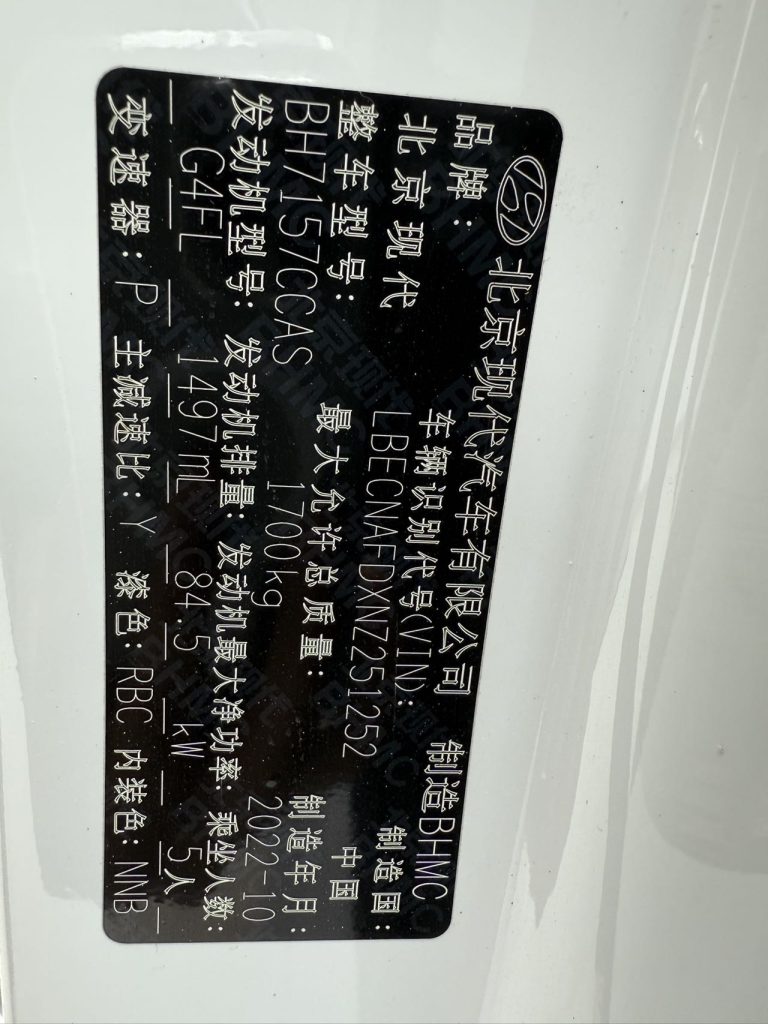 北京现代汽车有限公司 制造BHMC
品牌: 车辆识别代号(VIN): 制造国:
北京现代 LBECNAFDXNZ251252 中国
整车型号: 最大允许总质量: 制造年月:
BH7157CCAS 1700kg 2022-10
发动机型号: 发动机排量: 发动机最大净功率: 乘坐人数:
G4FL 1497mL 84.5 kW 5人
变速器: P 主减速比: Y 漆色: RBC 内装色: NNB